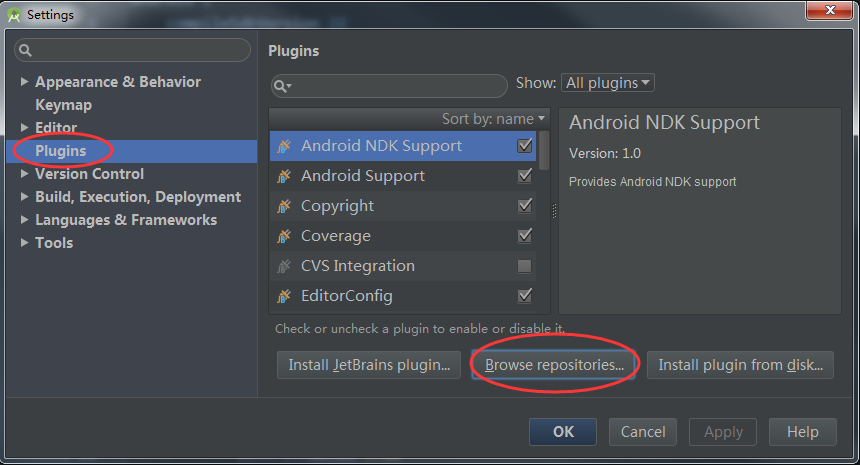 Settings
Plugins
Show: All plugins
Appearance & Behavior
Keymap
Editor
Plugins
Version Control
Build, Execution, Deployment
Languages & Frameworks
Tools
Sort by: name
Android NDK Support
Android Support
Copyright
Coverage
CVS Integration
EditorConfig
Android NDK Support
Version: 1.0
Provides Android NDK support
Check or uncheck a plugin to enable or disable it.
Install JetBrains plugin...
Browse repositories...
Install plugin from disk...
OK
Cancel
Apply
Help